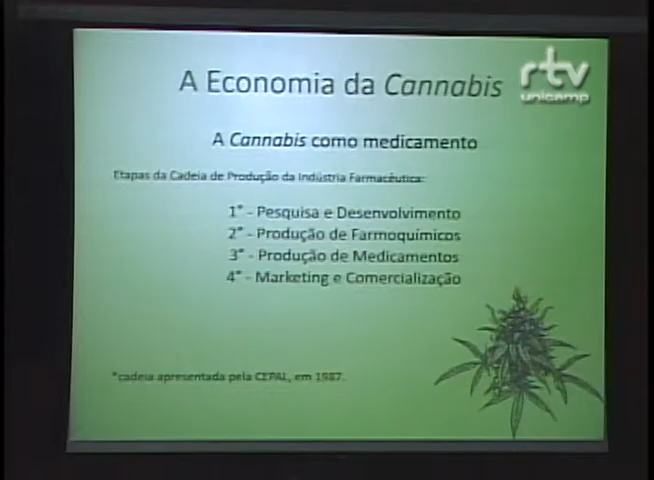 A Economia da Cannabis
rtv
unicamp
A Cannabis como medicamento
Etapas da Cadeia de Produção da Indústria Farmacêutica:
1° - Pesquisa e Desenvolvimento
2° - Produção de Farmoquímicos
3° - Produção de Medicamentos
4° - Marketing e Comercialização
*cadeia apresentada pela CEPAL, em 1987.